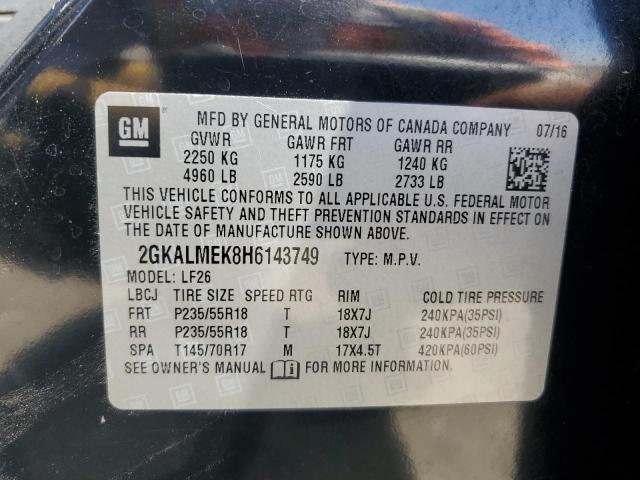 GM
MFD BY GENERAL MOTORS OF CANADA COMPANY 07/16
GVWR GAWR FRT GAWR RR
2250 KG 1175 KG 1240 KG
4960 LB 2590 LB 2733 LB
THIS VEHICLE CONFORMS TO ALL APPLICABLE U.S. FEDERAL MOTOR
VEHICLE SAFETY AND THEFT PREVENTION STANDARDS IN EFFECT ON
THE DATE OF MANUFACTURE SHOWN ABOVE.
2GKALMEK8H6143749 TYPE: M.P.V.
MODEL: LF26
LBCJ TIRE SIZE SPEED RTG RIM COLD TIRE PRESSURE
FRT P235/55R18 T 18X7J 240KPA(35PSI)
RR P235/55R18 T 18X7J 240KPA(35PSI)
SPA T145/70R17 M 17X4.5T 420KPA(60PSI)
SEE OWNER'S MANUAL FOR MORE INFORMATION.